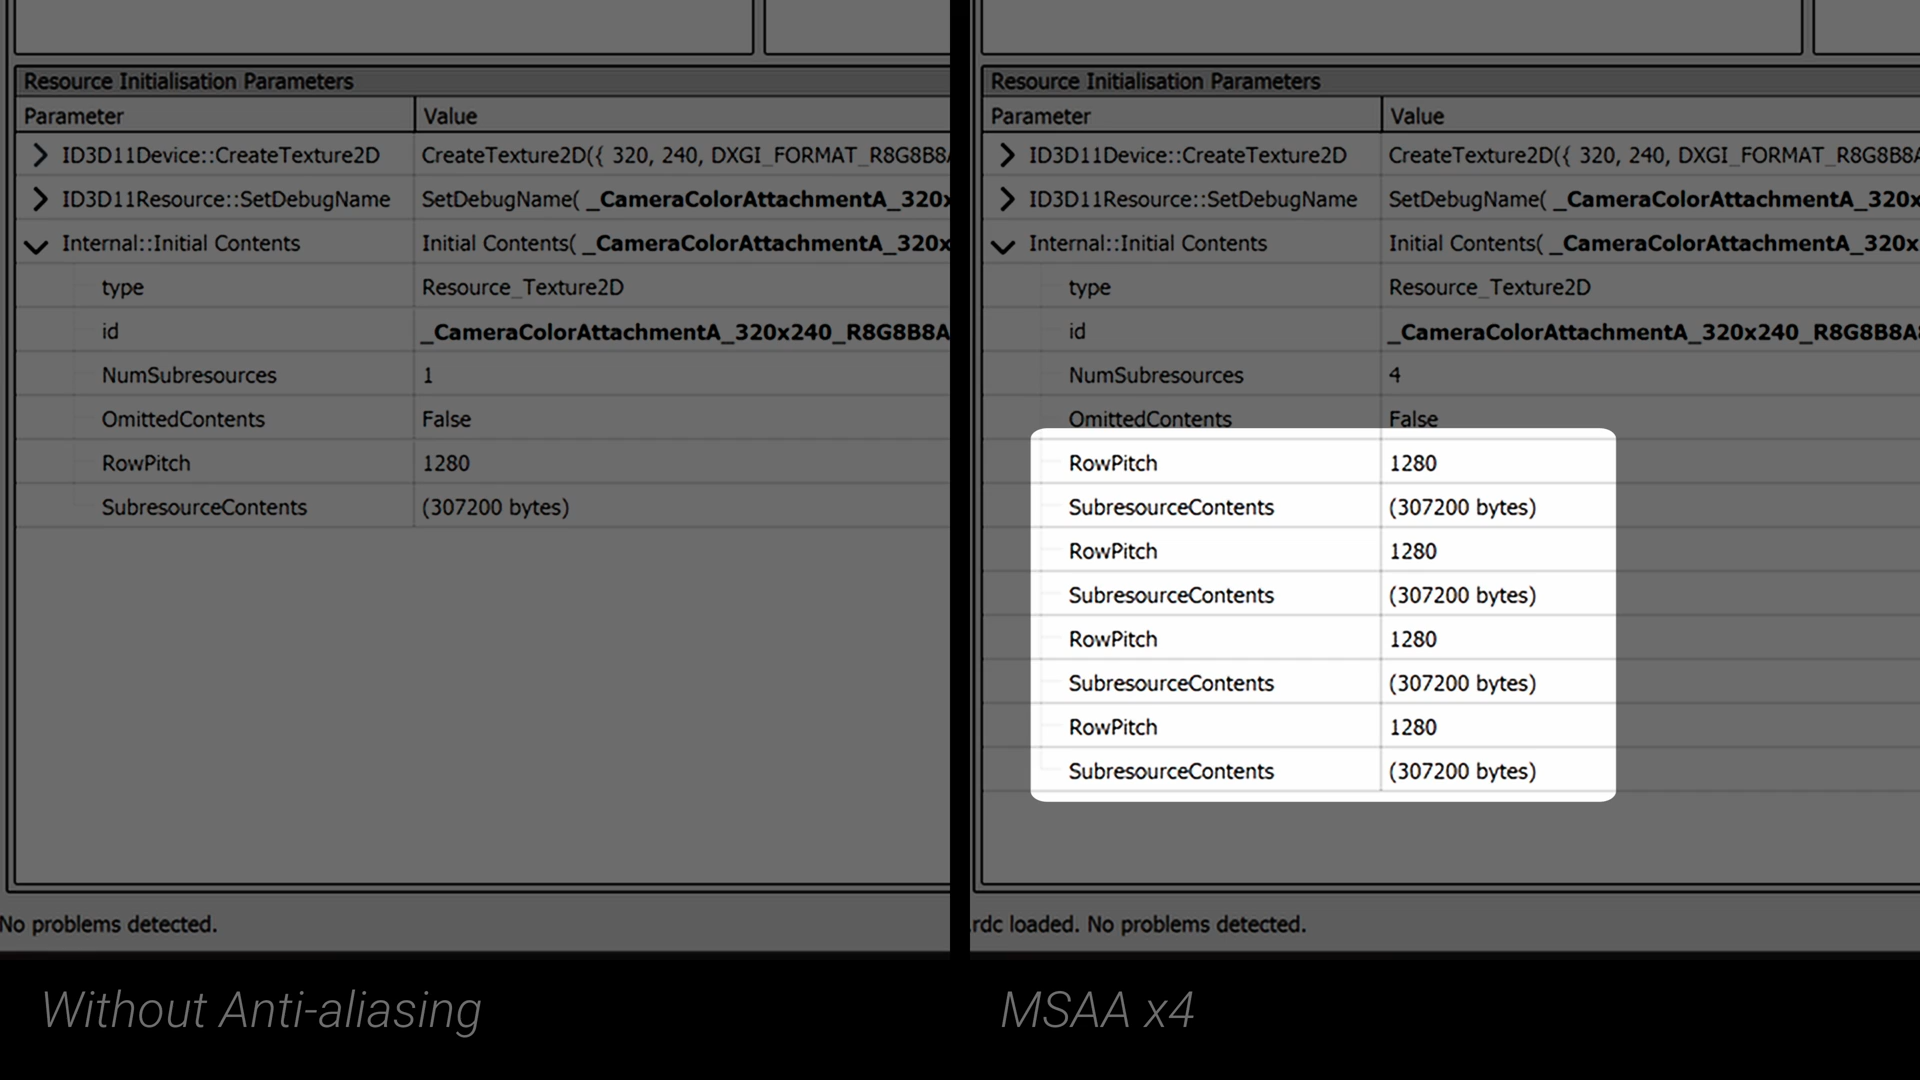 Resource Initialisation Parameters
Parameter Value
ID3D11Device::CreateTexture2D CreateTexture2D({ 320, 240, DXGI_FORMAT_R8G8B8
ID3D11Resource::SetDebugName SetDebugName( _CameraColorAttachmentA_320x
Internal::Initial Contents Initial Contents( _CameraColorAttachmentA_320x
type Resource_Texture2D
id _CameraColorAttachmentA_320x240_R8G8B8A
NumSubresources 1
OmittedContents False
RowPitch 1280
SubresourceContents (307200 bytes)
No problems detected.
Without Anti-aliasing
Resource Initialisation Parameters
Parameter Value
ID3D11Device::CreateTexture2D CreateTexture2D({ 320, 240, DXGI_FORMAT_R8G8B8A
ID3D11Resource::SetDebugName SetDebugName( _CameraColorAttachmentA_320x
Internal::Initial Contents Initial Contents( _CameraColorAttachmentA_320x
type Resource_Texture2D
id _CameraColorAttachmentA_320x240_R8G8B8A
NumSubresources 4
OmittedContents False
RowPitch 1280
SubresourceContents (307200 bytes)
RowPitch 1280
SubresourceContents (307200 bytes)
RowPitch 1280
SubresourceContents (307200 bytes)
RowPitch 1280
SubresourceContents (307200 bytes)
.rdc loaded. No problems detected.
MSAA x4